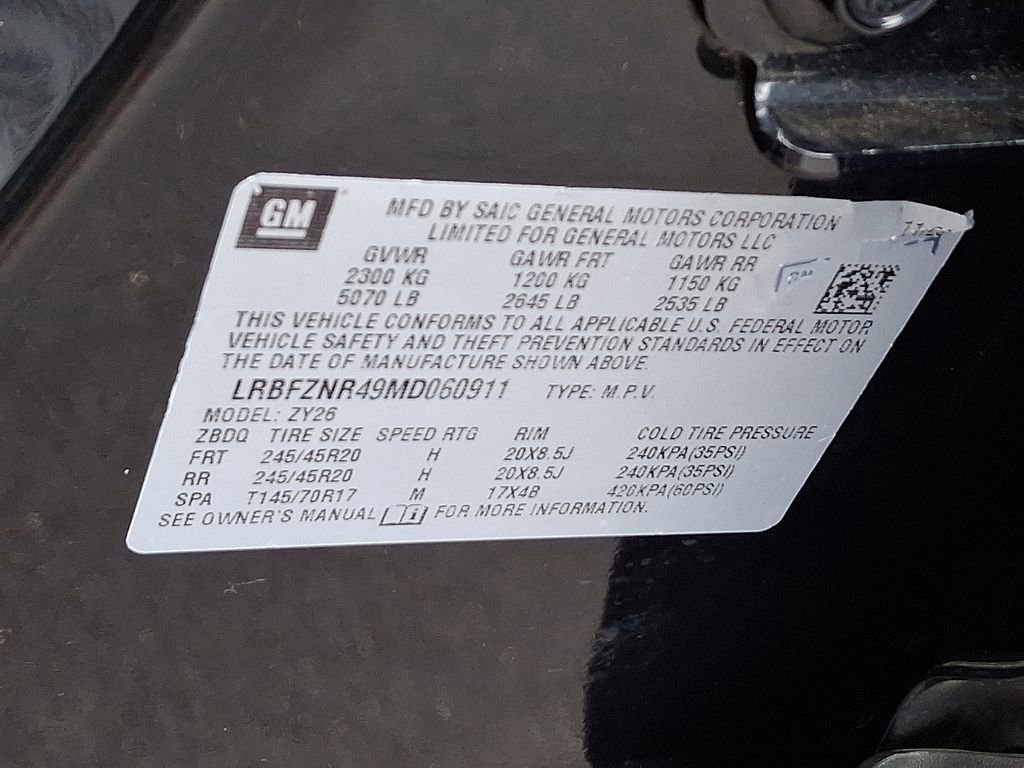 GM
MFD BY SAIC GENERAL MOTORS CORPORATION
LIMITED FOR GENERAL MOTORS LLC
GVWR GAWR FRT GAWR RR
2300 KG 1200 KG 1150 KG
5070 LB 2645 LB 2535 LB
THIS VEHICLE CONFORMS TO ALL APPLICABLE U.S. FEDERAL MOTOR
VEHICLE SAFETY AND THEFT PREVENTION STANDARDS IN EFFECT ON
THE DATE OF MANUFACTURE SHOWN ABOVE.
LRBFZNR49MD060911 TYPE: M.P.V.
MODEL: ZY26
ZBDQ TIRE SIZE SPEED RTG RIM COLD TIRE PRESSURE
FRT 245/45R20 H 20X8.5J 240KPA(35PSI)
RR 245/45R20 H 20X8.5J 240KPA(35PSI)
SPA T145/70R17 M 17X4B 420KPA(60PSI)
SEE OWNER'S MANUAL FOR MORE INFORMATION.